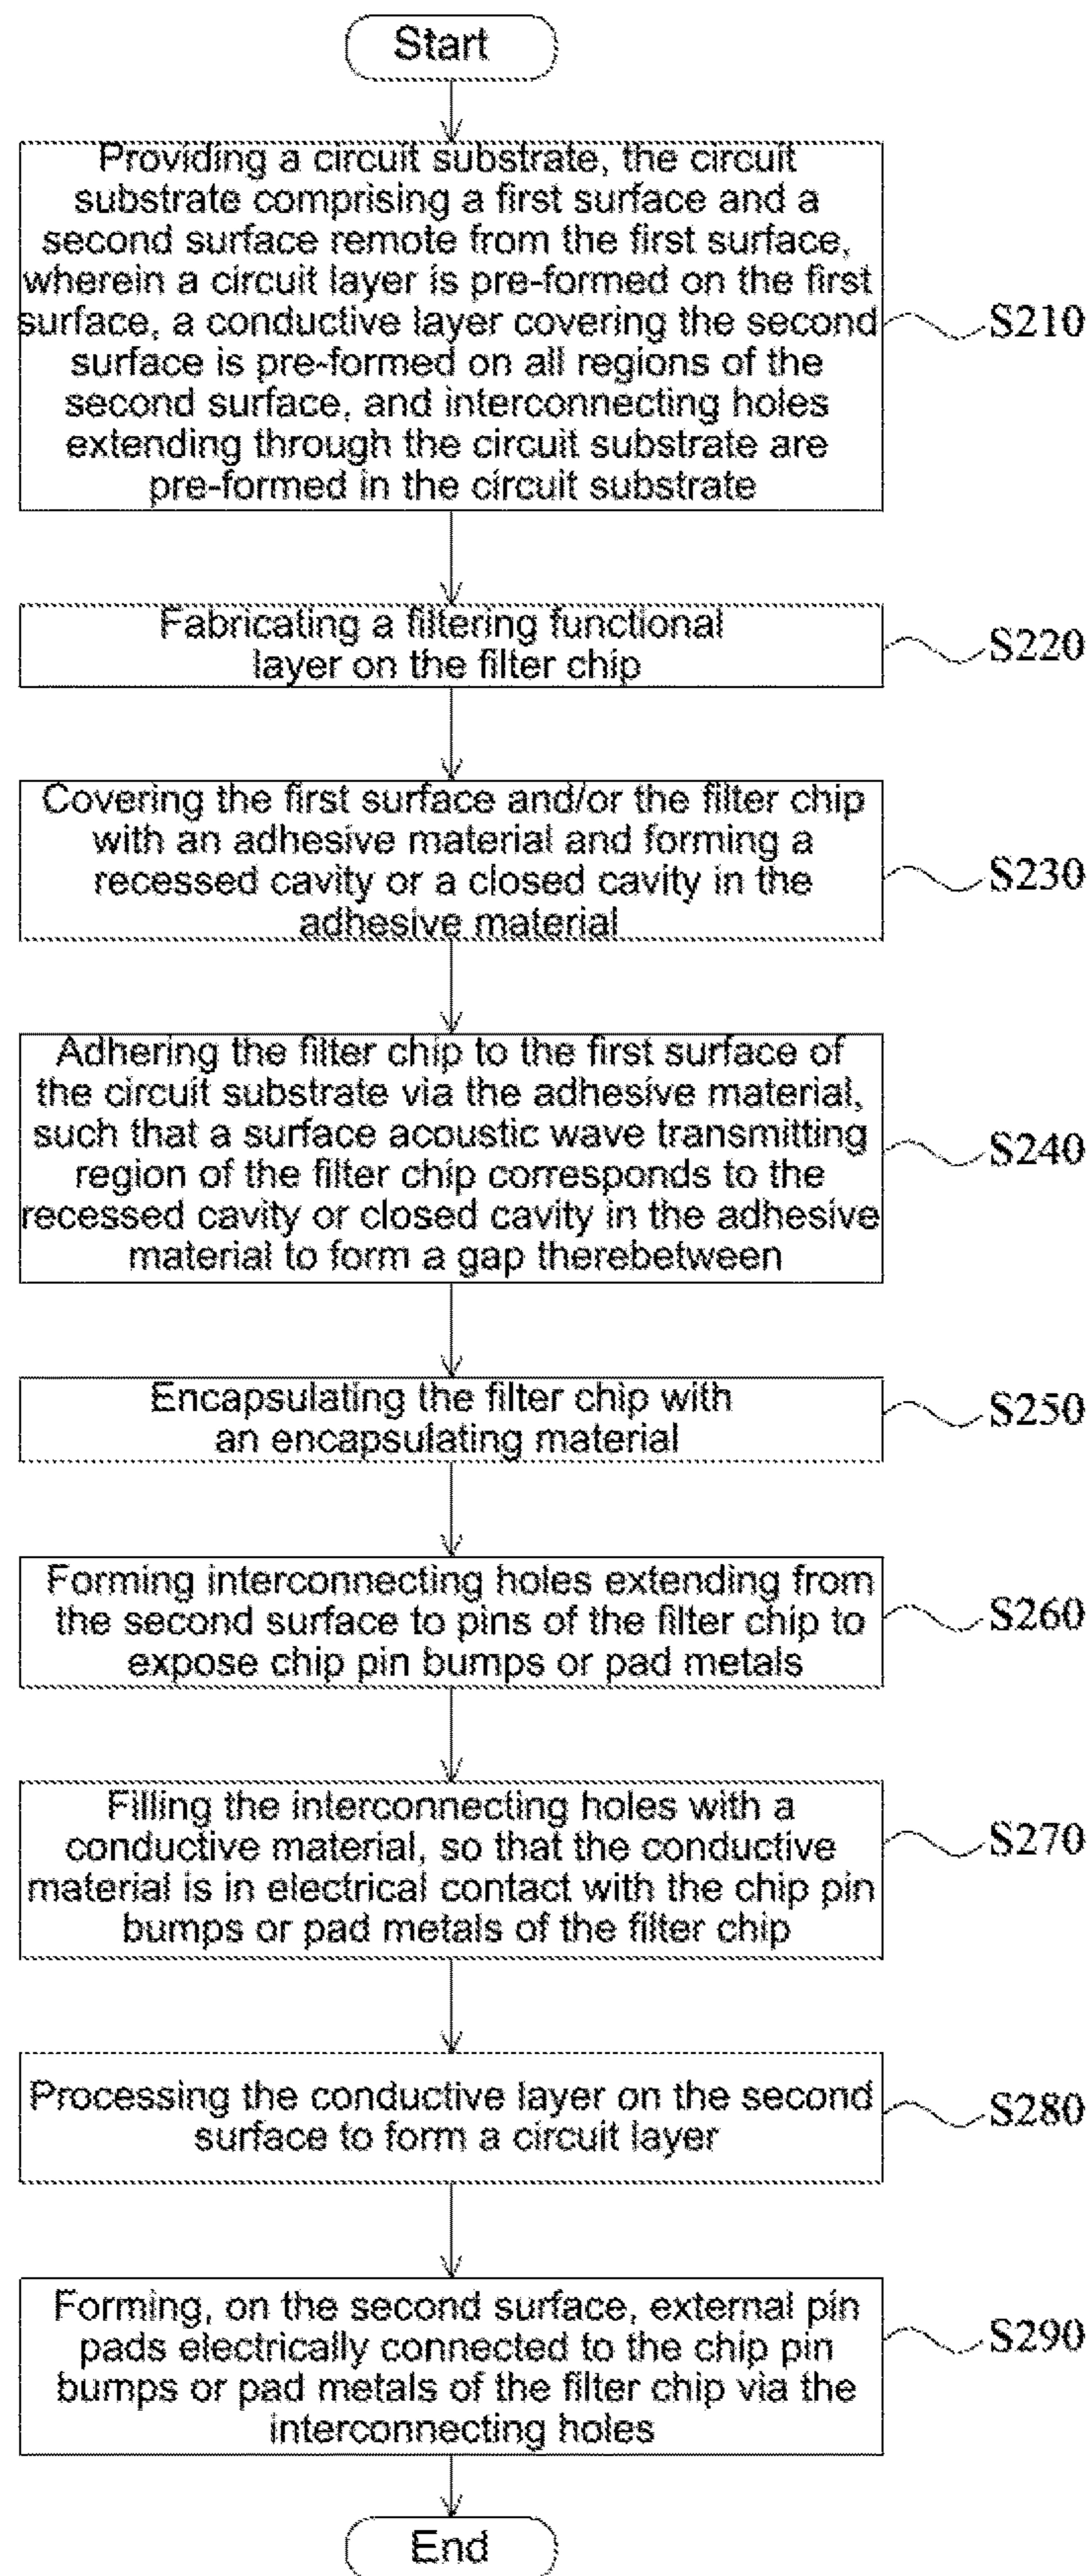 Start
Providing a circuit substrate, the circuit
substrate comprising a first surface and a
second surface remote from the first surface,
wherein a circuit layer is pre-formed on the first
surface, a conductive layer covering the second
surface is pre-formed on all regions of the
second surface, and interconnecting holes
extending through the circuit substrate are
pre-formed in the circuit substrate
S210
Fabricating a filtering functional
layer on the filter chip
S220
Covering the first surface and/or the filter chip
with an adhesive material and forming a
recessed cavity or a closed cavity in the
adhesive material
S230
Adhering the filter chip to the first surface of
the circuit substrate via the adhesive material,
such that a surface acoustic wave transmitting
region of the filter chip corresponds to the
recessed cavity or closed cavity in the adhesive
material to form a gap therebetween
S240
Encapsulating the filter chip with
an encapsulating material
S250
Forming interconnecting holes extending from
the second surface to pins of the filter chip to
expose chip pin bumps or pad metals
S260
Filling the interconnecting holes with a
conductive material, so that the conductive
material is in electrical contact with the chip pin
bumps or pad metals of the filter chip
S270
Processing the conductive layer on the second
surface to form a circuit layer
S280
Forming, on the second surface, external pin
pads electrically connected to the chip pin
bumps or pad metals of the filter chip via the
interconnecting holes
S290
End